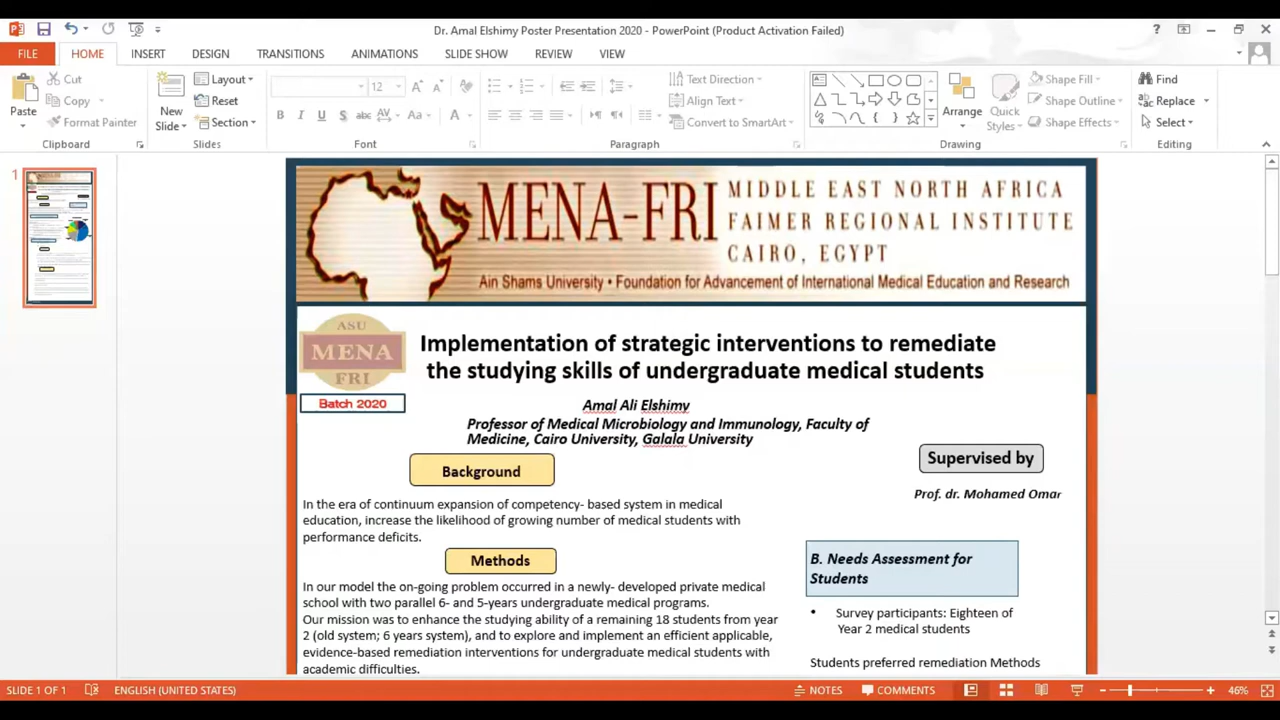 Dr. Amal Elshimy Poster Presentation 2020 - PowerPoint (Product Activation Failed)
FILE HOME INSERT DESIGN TRANSITIONS ANIMATIONS SLIDE SHOW REVIEW VIEW
Paste
Cut
Copy
Format Painter
Clipboard
New
Slide
Layout
Reset
Section
Slides
12
Font
Text Direction
Align Text
Convert to SmartArt
Paragraph
Arrange
Quick
Styles
Shape Fill
Shape Outline
Shape Effects
Drawing
Find
Replace
Select
Editing
1
MENA-FRI
MIDDLE EAST NORTH AFRICA
FAIMER REGIONAL INSTITUTE
CAIRO, EGYPT
Ain Shams University • Foundation for Advancement of International Medical Education and Research
ASU
MENA
FRI
Batch 2020
Implementation of strategic interventions to remediate
the studying skills of undergraduate medical students
Amal Ali Elshimy
Professor of Medical Microbiology and Immunology, Faculty of
Medicine, Cairo University, Galala University
Supervised by
Prof. dr. Mohamed Omar
Background
In the era of continuum expansion of competency- based system in medical
education, increase the likelihood of growing number of medical students with
performance deficits.
Methods
In our model the on-going problem occurred in a newly- developed private medical
school with two parallel 6- and 5-years undergraduate medical programs.
Our mission was to enhance the studying ability of a remaining 18 students from year
2 (old system; 6 years system), and to explore and implement an efficient applicable,
evidence-based remediation interventions for undergraduate medical students with
academic difficulties.
B. Needs Assessment for
Students
• Survey participants: Eighteen of
Year 2 medical students
Students preferred remediation Methods
SLIDE 1 OF 1
ENGLISH (UNITED STATES)
NOTES
COMMENTS
46%